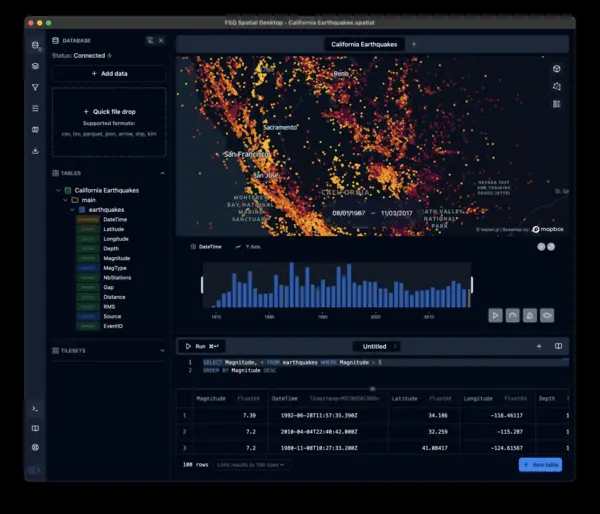 FSQ Spatial Desktop - California Earthquakes.spatial
DATABASE
Status: Connected
+ Add data
+ Quick file drop
Supported formats:
csv, tsv, parquet, json, arrow, shp, kml
TABLES
California Earthquakes
main
earthquakes
DateTime
Latitude
Longitude
Depth
Magnitude
MagType
NbStations
Gap
Distance
RMS
Source
EventID
TILESETS
California Earthquakes +
Reno
Sacramento
San Francisco
San Jose
CALIFORNIA
MONTEREY
BAY NATIONAL
MARINE
SANCTUARY
NEVADA TEST
AND TRAINING
RANGE (NTTR)
St. Ge
08/01/1967 — 11/03/2017
ATH VALLEY
NATIONAL
PARK
© kepler.gl | Basemap by: mapbox
DateTime Y Axis
1970 1980 1990 2000 2010
Run ⌘↵ Untitled +
1 SELECT Magnitude, * FROM earthquakes WHERE Magnitude > 5
2 ORDER BY Magnitude DESC
Magnitude Float64 DateTime Timestamp<MICROSECOND> Latitude Float64 Longitude Float64 Depth F
1 7.39 1992-06-28T11:57:35.390Z 34.186 -116.46117 1
2 7.2 2010-04-04T22:40:42.000Z 32.259 -115.287 1
3 7.2 1980-11-08T10:27:33.200Z 41.08417 -124.61567 1
100 rows Limit results to 100 rows + New table